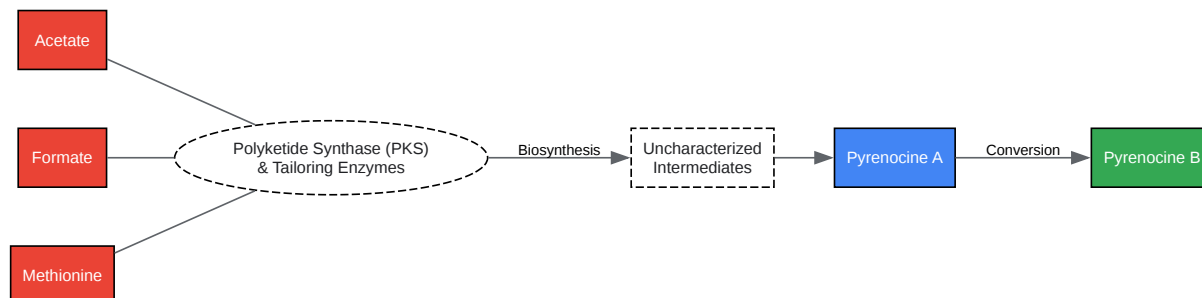 Acetate
Formate
Methionine
Polyketide Synthase (PKS)
& Tailoring Enzymes
Biosynthesis
Uncharacterized
Intermediates
Pyrenocine A
Conversion
Pyrenocine B